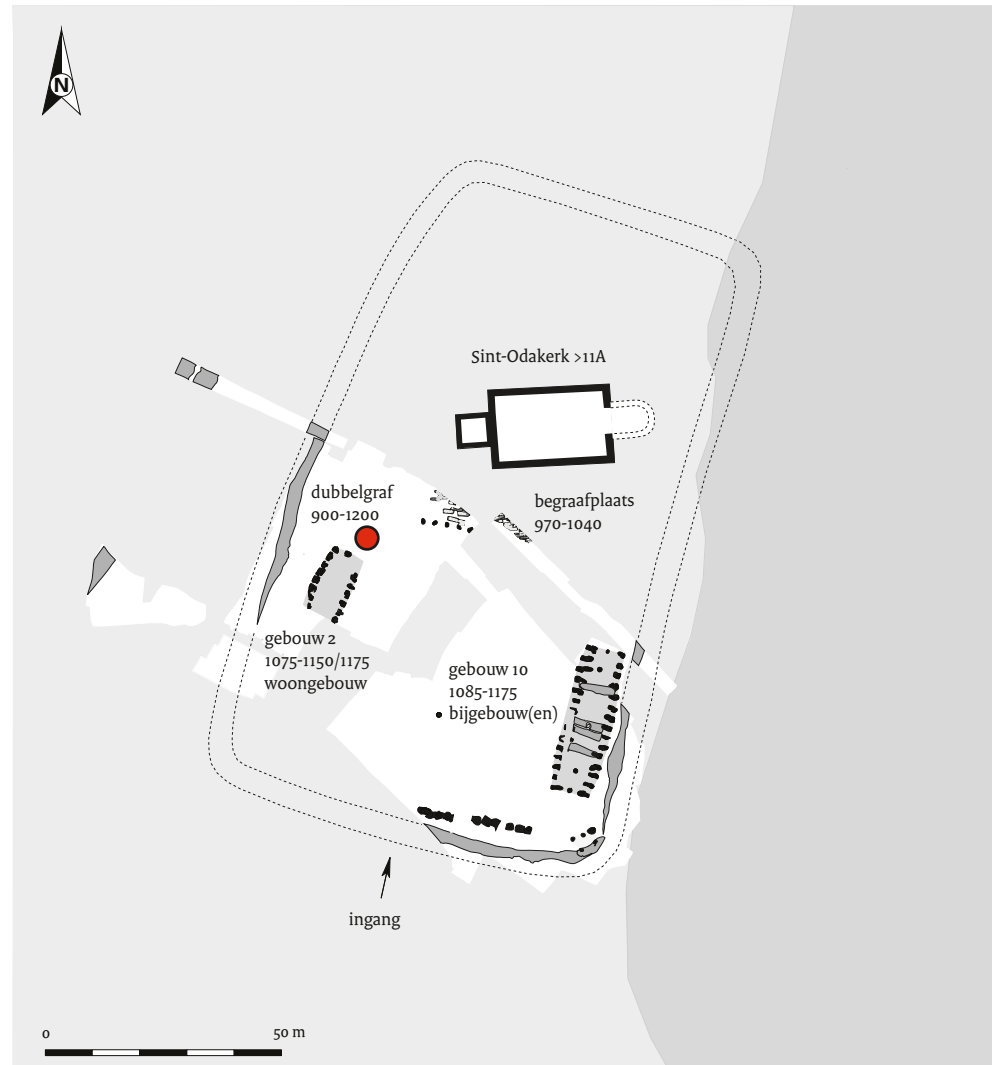 N
Sint-Odakerk >11A
dubbelgraf
900-1200
begraafplaats
970-1040
gebouw 2
1075-1150/1175
woongebouw
gebouw 10
1085-1175
bijgebouw(en)
ingang
0 50 m